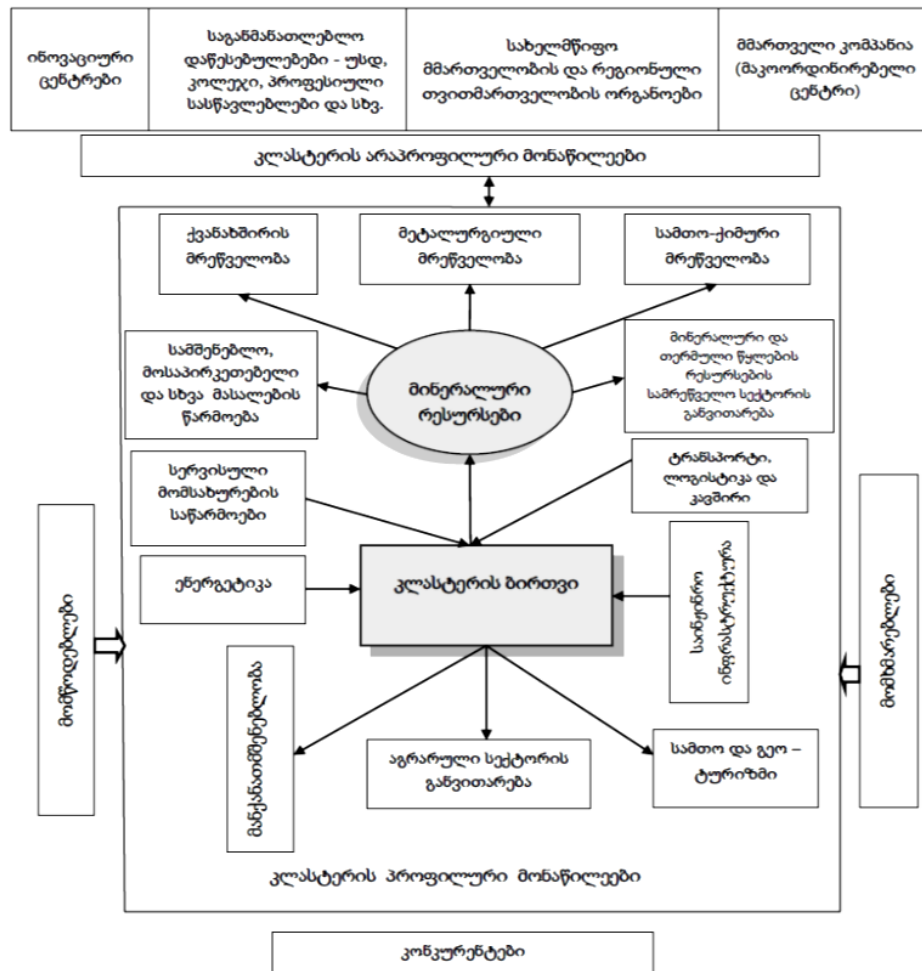 ინოვაციური
ცენტრები
საგანმანათლებლო
დაწესებულებები - უსდ,
კოლეჯი, პროფესიული
სასწავლებლები და სხვ.
სახელმწიფო
მმართველობის და რეგიონული
თვითმართველობის ორგანოები
მმართველი კომპანია
(მაკოორდინირებელი
ცენტრი)
კლასტერის არაპროფილური მონაწილეები
ქვანახშირის
მრეწველობა
მეტალურგიული
მრეწველობა
სამთო-ქიმური
მრეწველობა
სამშენებლო,
მოსაპირკეთებელი
და სხვა მასალების
წარმოება
მინერალური
რესურსები
მინერალური და
თერმული წყლების
რესურსების
სამრეწველო სექტორის
განვითარება
სერვისული
მომსახურების
საწარმოები
ტრანსპორტი,
ლოგისტიკა და
კავშირი
ენერგეტიკა
კლასტერის ბირთვი
საინჟინრო
ინფრასტრუქტურა
მომწოდებლები
მომხმარებლები
მანქანათმშენებლობა
აგრარული სექტორის
განვითარება
სამთო და გეო –
ტურიზმი
კლასტერის პროფილური მონაწილეები
კონკურენტები